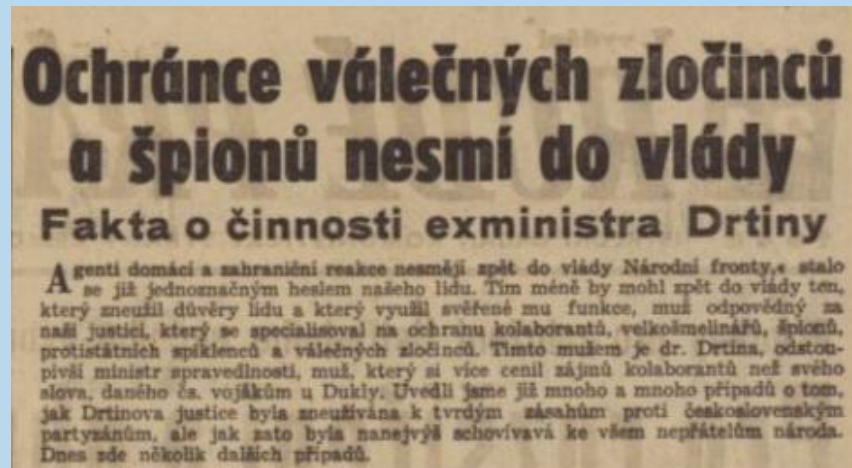 Ochránce válečných zločinců
a špionů nesmí do vlády
Fakta o činnosti exministra Drtiny
Agenti domácí a zahraniční reakce nesmějí zpět do vlády Národní fronty,« stalo
se již jednoznačným heslem našeho lidu. Tím méně by mohl zpět do vlády ten,
který zneužil důvěry lidu a který využil svěřené mu funkce, muž odpovědný za
naši justici, který se specialisoval na ochranu kolaborantů, velkošmelinářů, špionů,
protistátních spiklenců a válečných zločinců. Tímto mužem je dr. Drtina, odstou-
pivší ministr spravedlnosti, muž, který si více cenil zájmů kolaborantů než svého
slova, daného čs. vojákům u Dukly. Uvedli jsme již mnoho a mnoho případů o tom,
jak Drtinova justice byla zneužívána k tvrdým zásahům proti československým
partyzánům, ale jak zato byla nanejvýš schovívavá ke všem nepřátelům národa.
Dnes zde několik dalších případů.